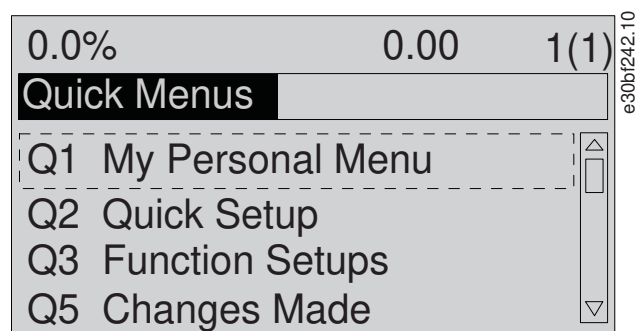 0.0% 0.00 1(1)
Quick Menus
Q1 My Personal Menu
Q2 Quick Setup
Q3 Function Setups
Q5 Changes Made
e30bf242.10